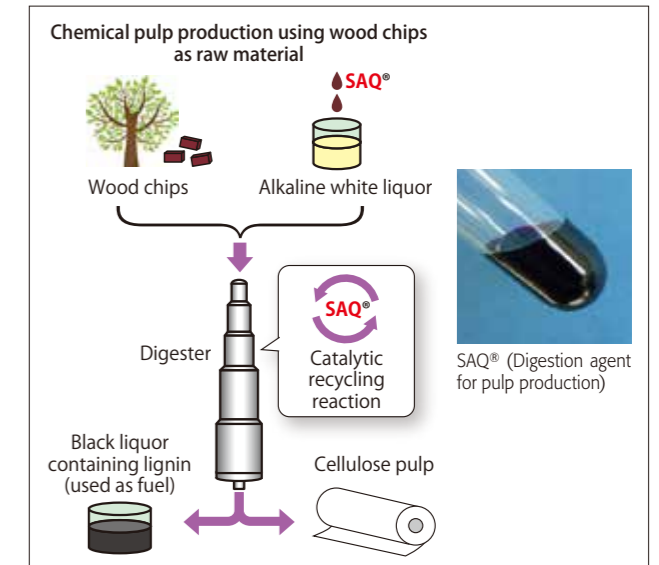 Chemical pulp production using wood chips
as raw material
SAQ®
Wood chips
Alkaline white liquor
Digester
SAQ®
Catalytic
recycling
reaction
SAQ® (Digestion agent
for pulp production)
Black liquor
containing lignin
(used as fuel)
Cellulose pulp